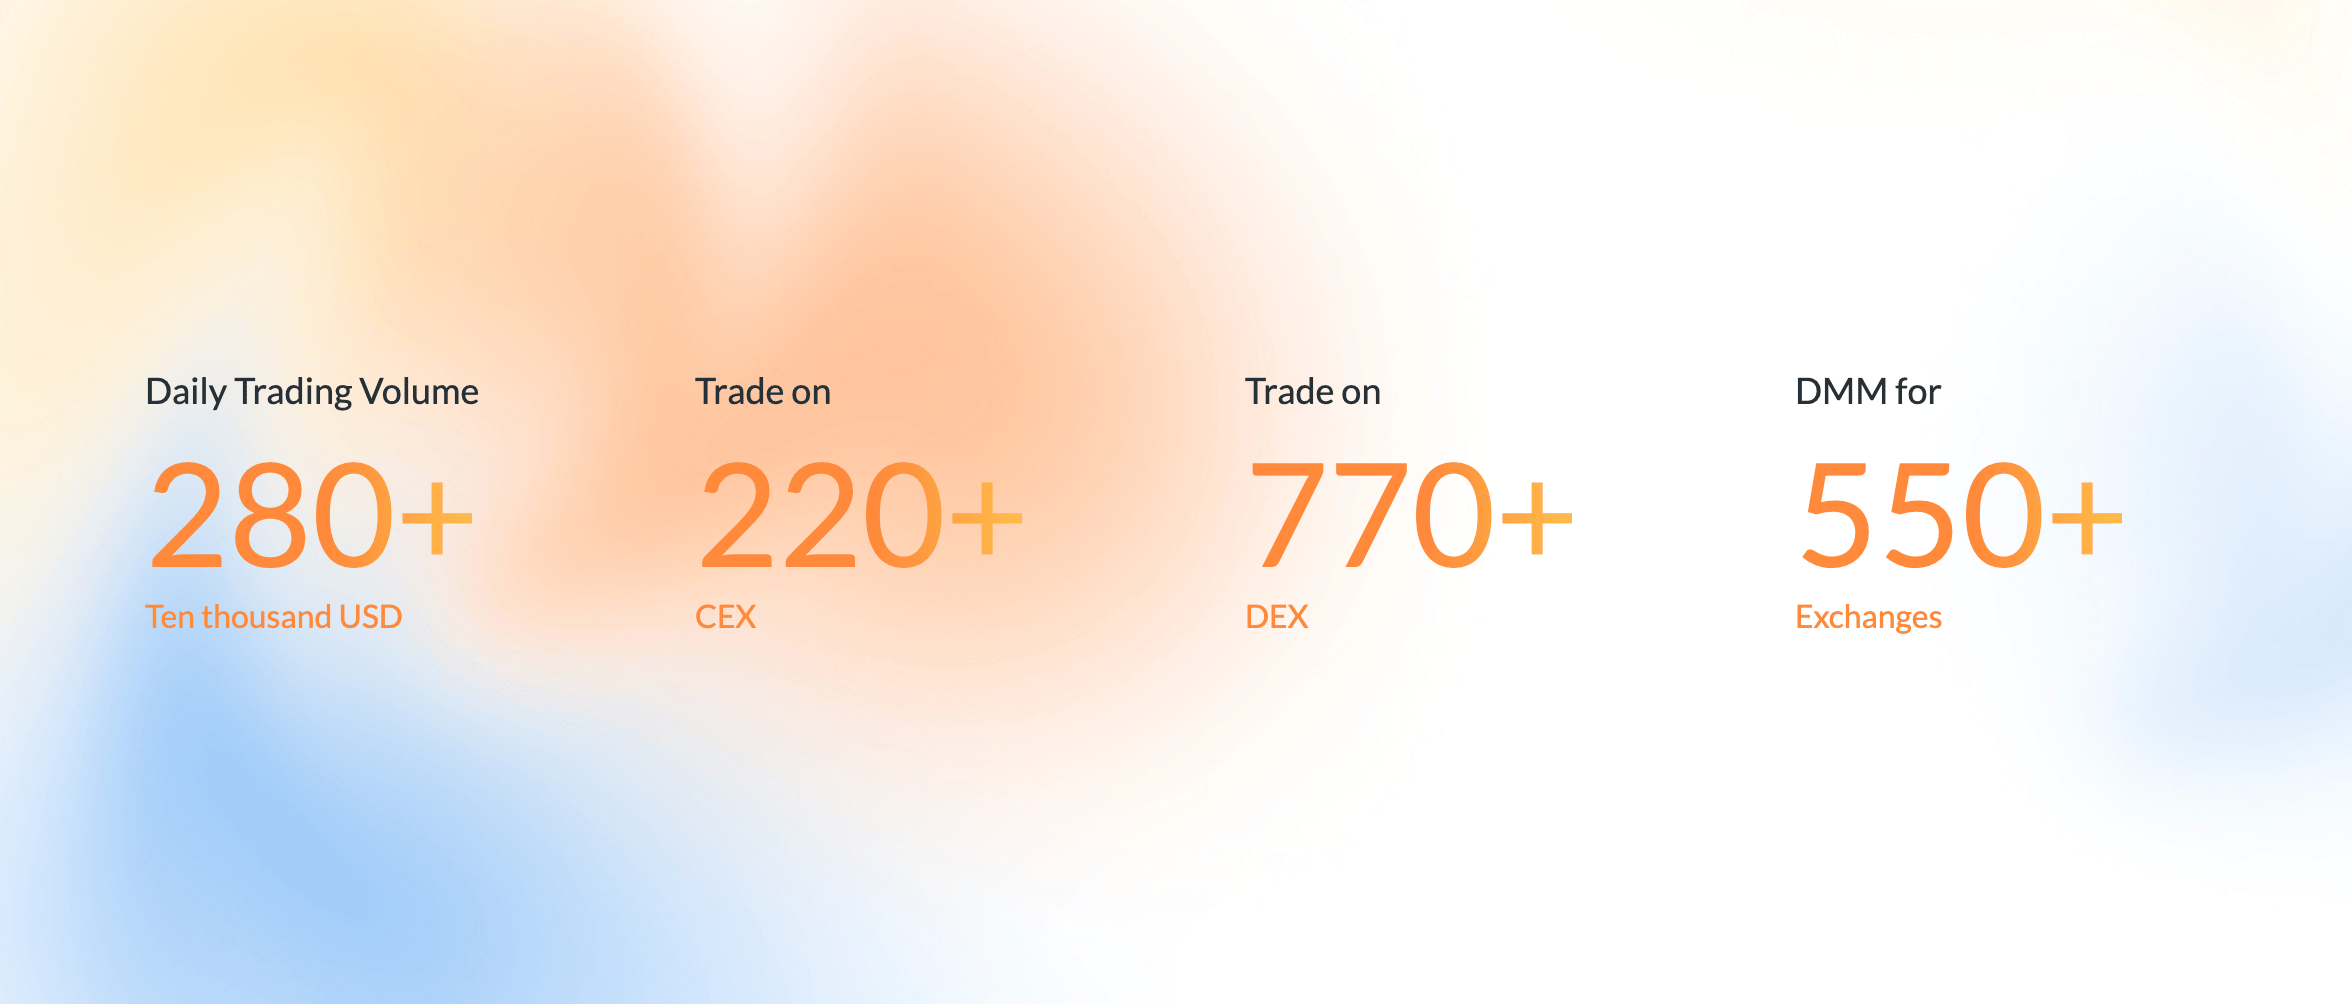 Daily Trading Volume
280+
Ten thousand USD
Trade on
220+
CEX
Trade on
770+
DEX
DMM for
550+
Exchanges